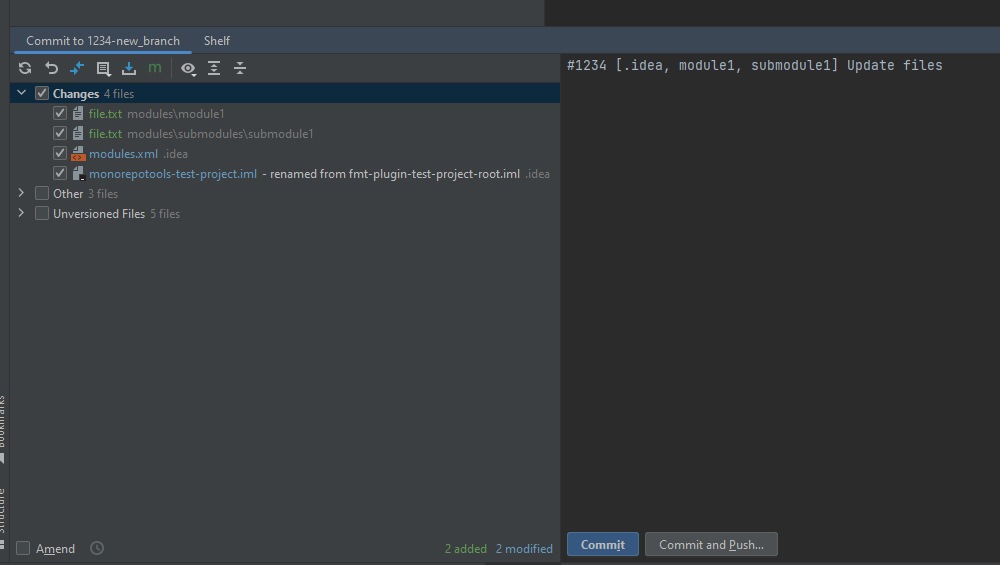 Commit to 1234-new_branch Shelf
m
#1234 [.idea, module1, submodule1] Update files
Changes 4 files
file.txt modules\module1
file.txt modules\submodules\submodule1
modules.xml .idea
monorepotools-test-project.iml - renamed from fmt-plugin-test-project-root.iml .idea
Other 3 files
Unversioned Files 5 files
Bookmarks
Structure
Amend
2 added 2 modified
Commit
Commit and Push...